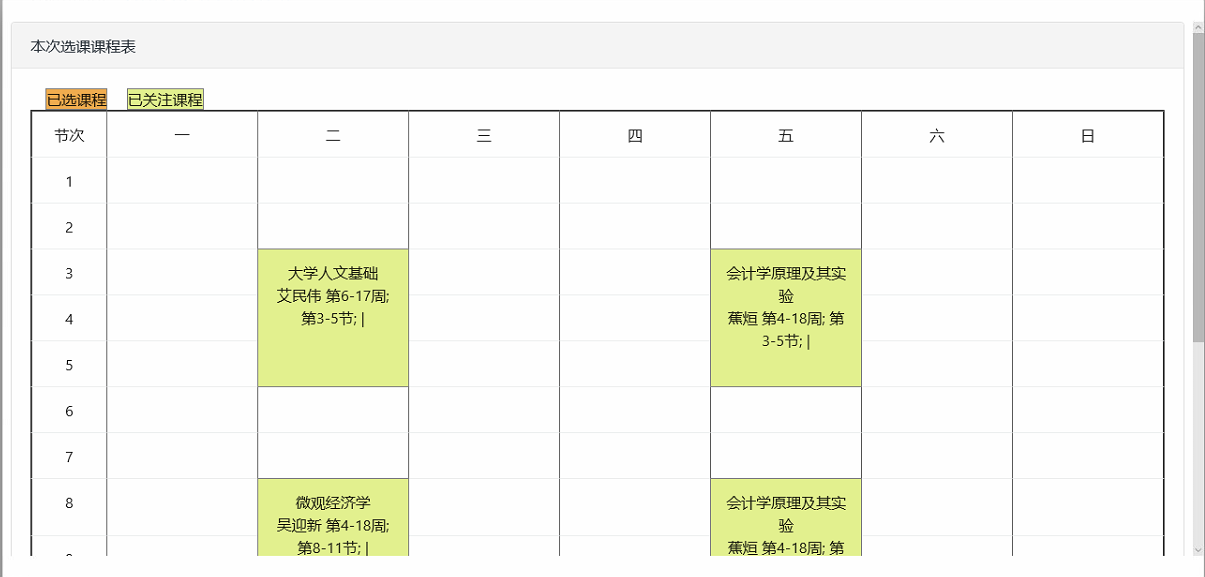 本次选课课程表
已选课程 已关注课程
节次 一 二 三 四 五 六 日
1
2
3
大学人文基础
艾民伟 第6-17周;
第3-5节; |
会计学原理及其实
验
蕉烜 第4-18周; 第
3-5节; |
4
5
6
7
8
微观经济学
吴迎新 第4-18周;
第8-11节; |
会计学原理及其实
验
蕉烜 第4-18周; 第